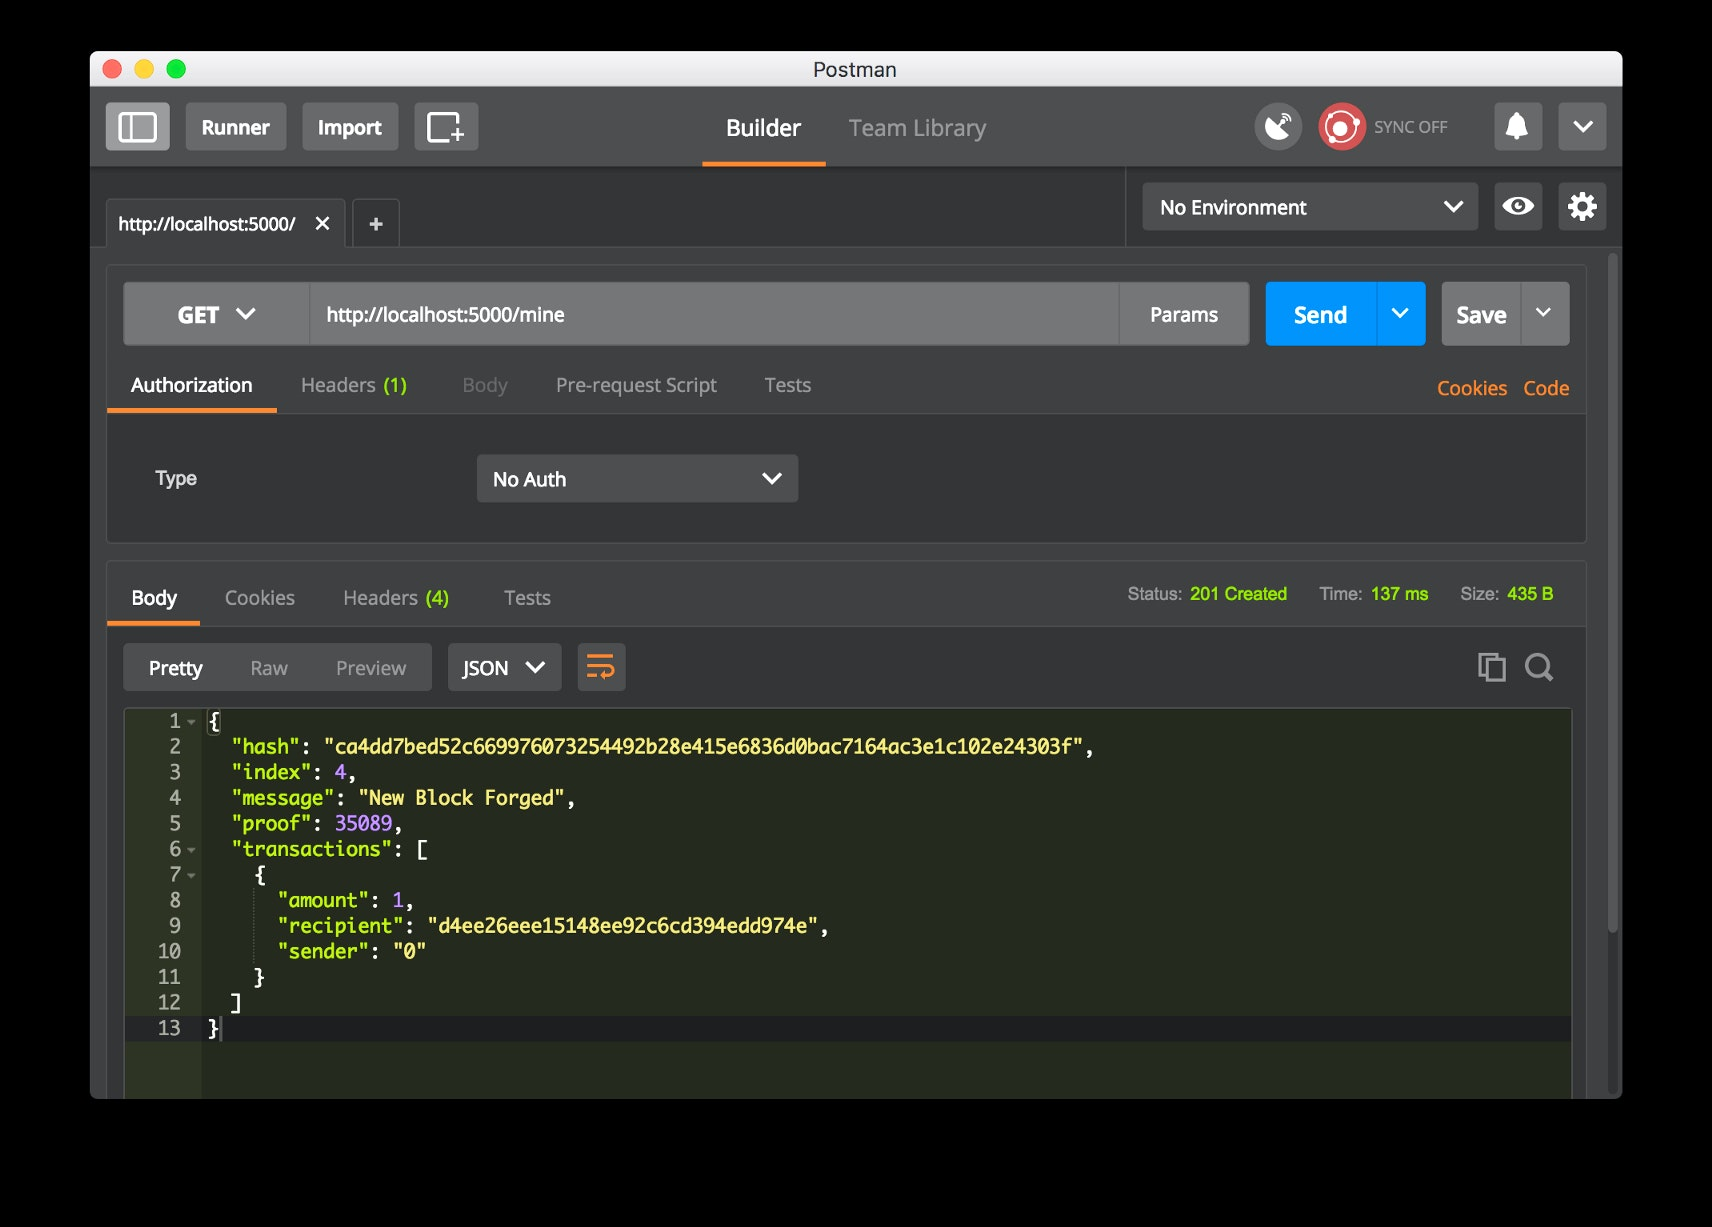 Postman
Runner Import Builder Team Library SYNC OFF
http://localhost:5000/ No Environment
GET http://localhost:5000/mine Params Send Save
Authorization Headers (1) Body Pre-request Script Tests Cookies Code
Type No Auth
Body Cookies Headers (4) Tests Status: 201 Created Time: 137 ms Size: 435 B
Pretty Raw Preview JSON
1 {
2 "hash": "ca4dd7bed52c669976073254492b28e415e6836d0bac7164ac3e1c102e24303f",
3 "index": 4,
4 "message": "New Block Forged",
5 "proof": 35089,
6 "transactions": [
7 {
8 "amount": 1,
9 "recipient": "d4ee26eee15148ee92c6cd394edd974e",
10 "sender": "0"
11 }
12 ]
13 }